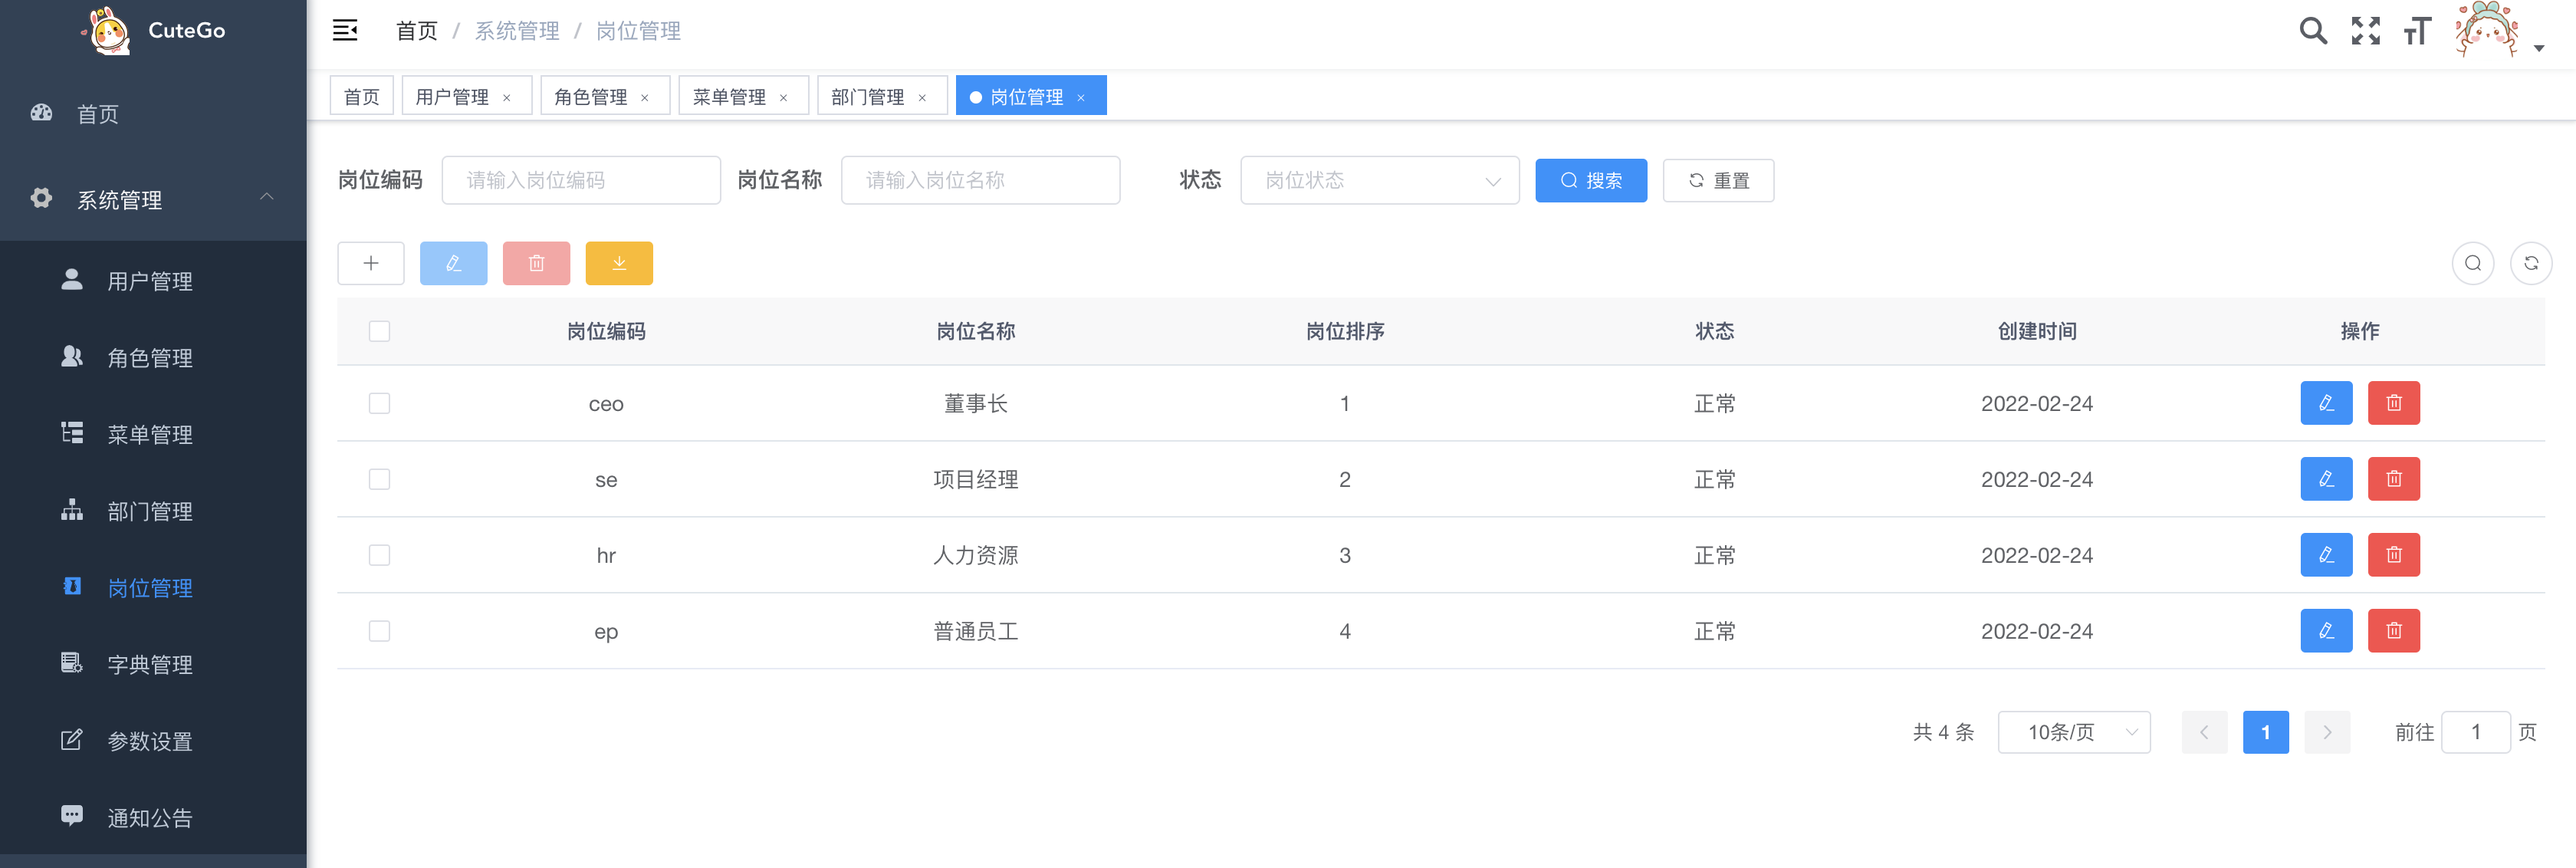 CuteGo
首页
系统管理
用户管理
角色管理
菜单管理
部门管理
岗位管理
字典管理
参数设置
通知公告
首页 / 系统管理 / 岗位管理
首页 用户管理 × 角色管理 × 菜单管理 × 部门管理 × 岗位管理 ×
岗位编码 请输入岗位编码 岗位名称 请输入岗位名称 状态 岗位状态 搜索 重置
岗位编码 岗位名称 岗位排序 状态 创建时间 操作
ceo 董事长 1 正常 2022-02-24
se 项目经理 2 正常 2022-02-24
hr 人力资源 3 正常 2022-02-24
ep 普通员工 4 正常 2022-02-24
共 4 条 10条/页 1 前往 1 页